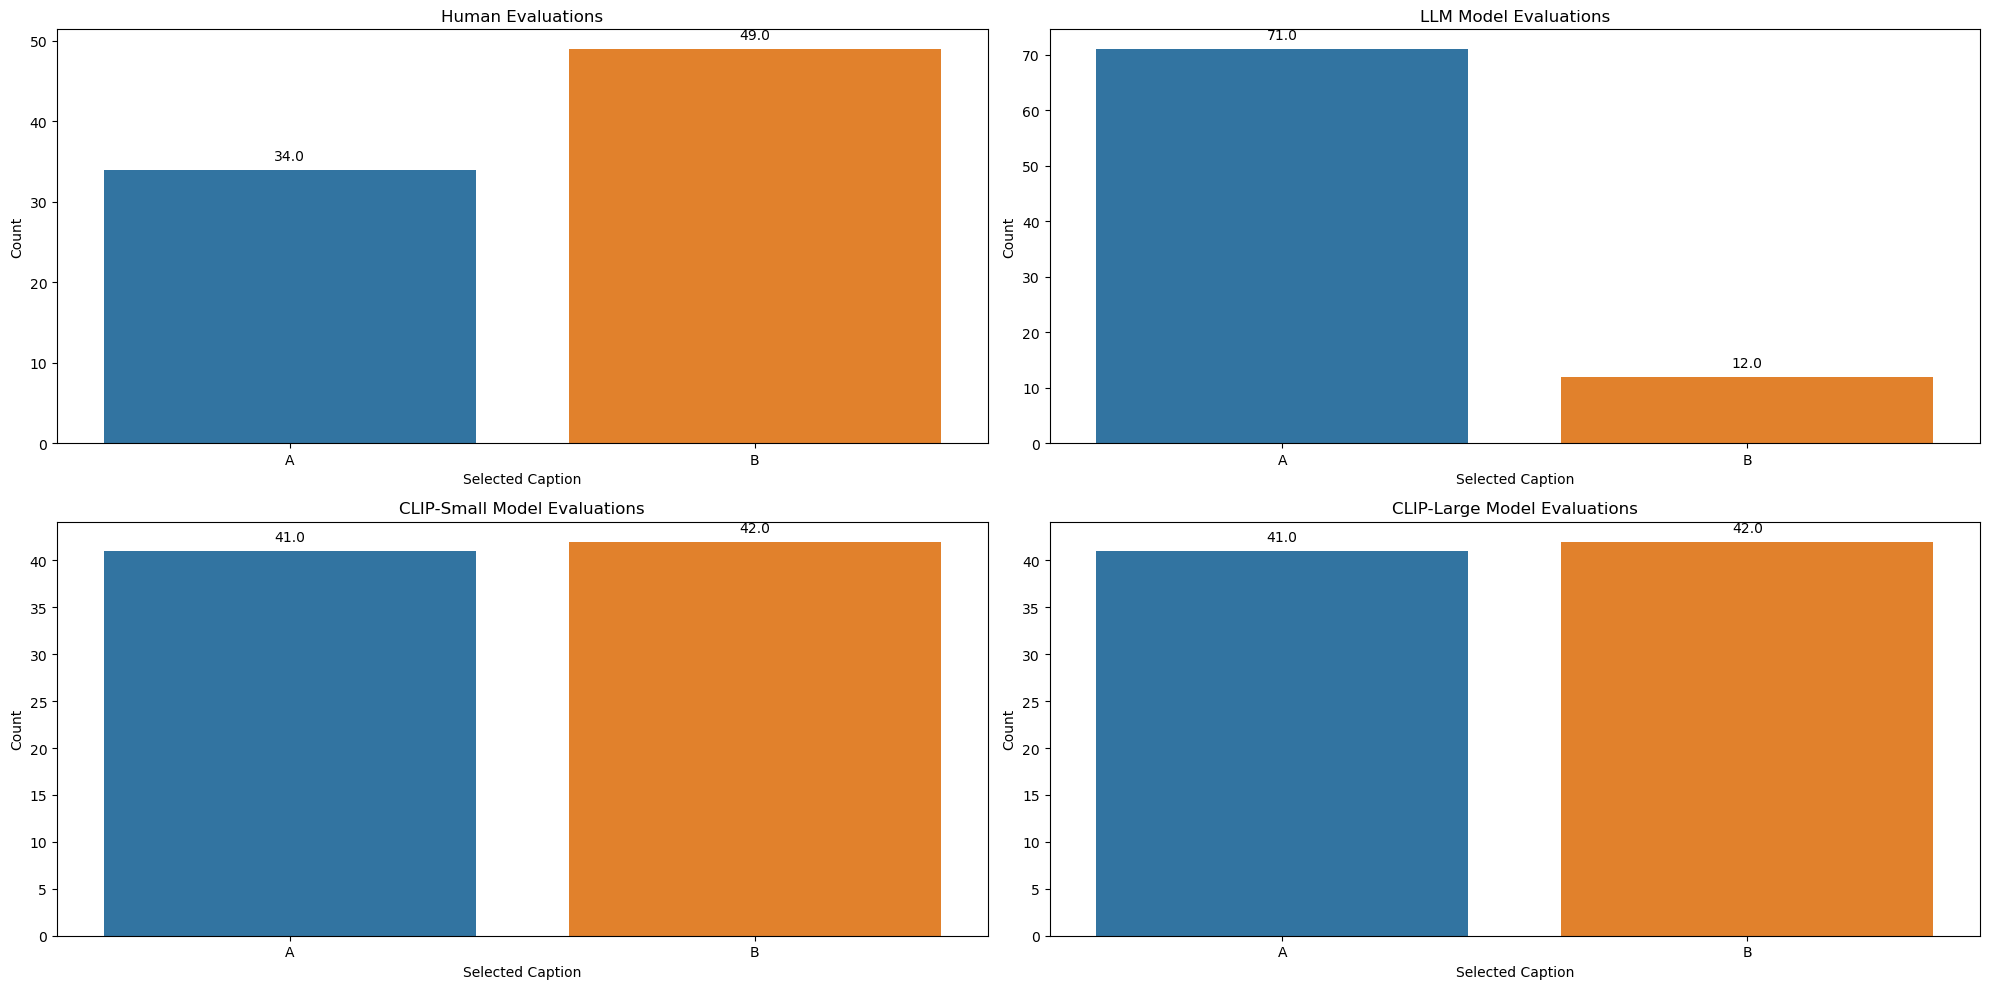 Human Evaluations
50
40
30
20
10
0
Count
34.0
49.0
A
B
Selected Caption
LLM Model Evaluations
70
60
50
40
30
20
10
0
Count
71.0
12.0
A
B
Selected Caption
CLIP-Small Model Evaluations
40
35
30
25
20
15
10
5
0
Count
41.0
42.0
A
B
Selected Caption
CLIP-Large Model Evaluations
40
35
30
25
20
15
10
5
0
Count
41.0
42.0
A
B
Selected Caption